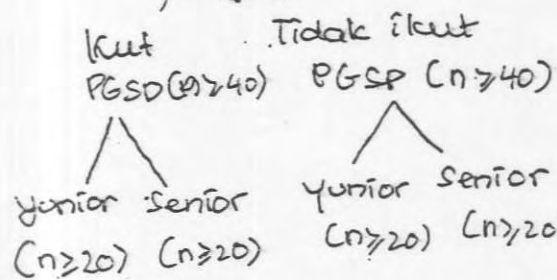 Ikut Tidak ikut
PGSD (n≥40) PGSD (n≥40)
yunior senior yunior senior
(n≥20) (n≥20) (n≥20) (n≥20